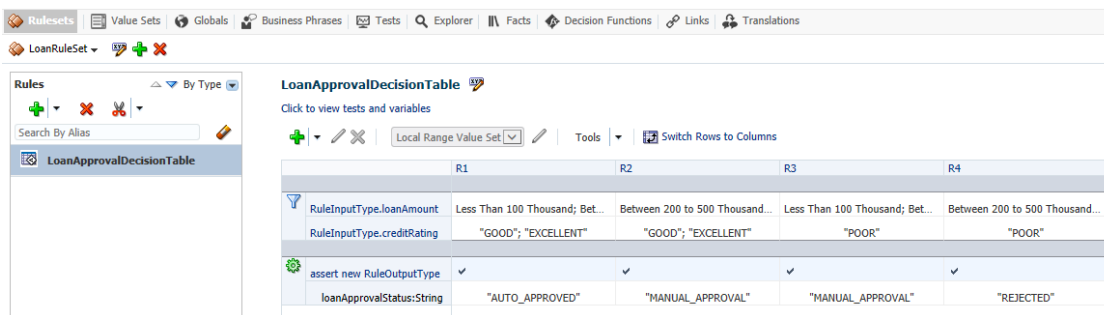 Rulesets Value Sets Globals Business Phrases Tests Explorer Facts Decision Functions Links Translations
LoanRuleSet
Rules By Type
Search By Alias
LoanApprovalDecisionTable
LoanApprovalDecisionTable
Click to view tests and variables
Local Range Value Set Tools Switch Rows to Columns
R1 R2 R3 R4
RuleInputType.loanAmount Less Than 100 Thousand; Bet... Between 200 to 500 Thousand... Less Than 100 Thousand; Bet... Between 200 to 500 Thousand...
RuleInputType.creditRating "GOOD"; "EXCELLENT" "GOOD"; "EXCELLENT" "POOR" "POOR"
assert new RuleOutputType
loanApprovalStatus:String "AUTO_APPROVED" "MANUAL_APPROVAL" "MANUAL_APPROVAL" "REJECTED"